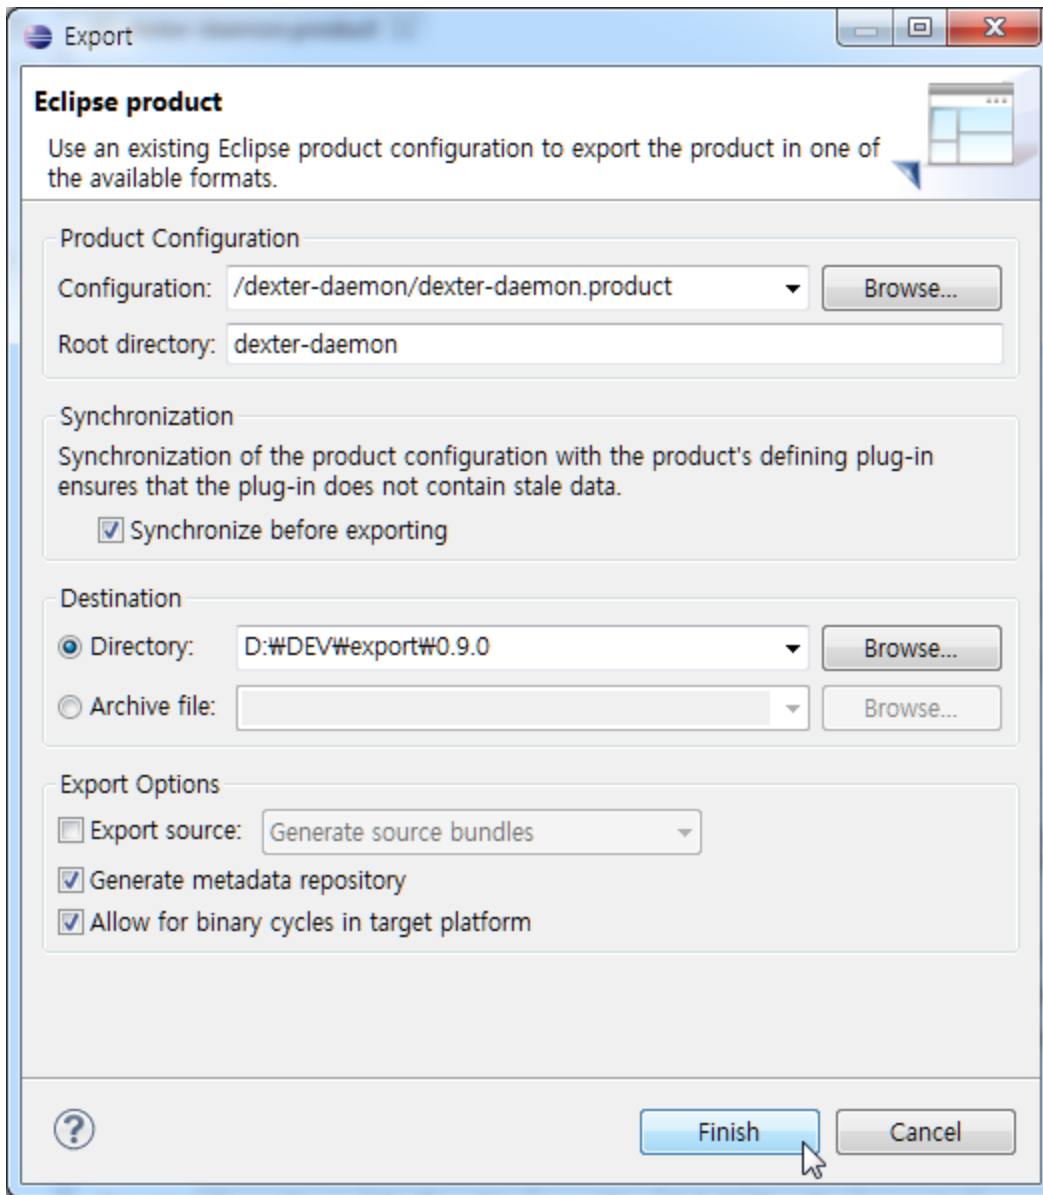 Export
Eclipse product
Use an existing Eclipse product configuration to export the product in one of
the available formats.
Product Configuration
Configuration: /dexter-daemon/dexter-daemon.product Browse...
Root directory: dexter-daemon
Synchronization
Synchronization of the product configuration with the product's defining plug-in
ensures that the plug-in does not contain stale data.
Synchronize before exporting
Destination
Directory: D:₩DEV₩export₩0.9.0 Browse...
Archive file: Browse...
Export Options
Export source: Generate source bundles
Generate metadata repository
Allow for binary cycles in target platform
? Finish Cancel